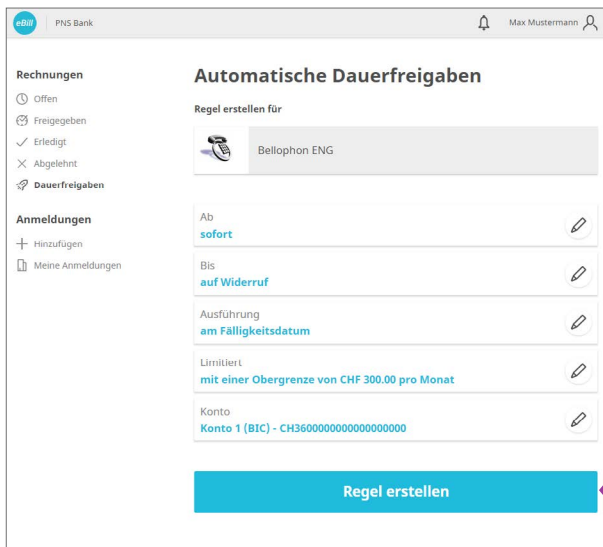 eBill
PNS Bank
Max Mustermann
Rechnungen
Offen
Freigegeben
Erledigt
Abgelehnt
Dauerfreigaben
Anmeldungen
Hinzufügen
Meine Anmeldungen
Automatische Dauerfreigaben
Regel erstellen für
Bellophon ENG
Ab
sofort
Bis
auf Widerruf
Ausführung
am Fälligkeitsdatum
Limitiert
mit einer Obergrenze von CHF 300.00 pro Monat
Konto
Konto 1 (BIC) - CH3600000000000000000
Regel erstellen